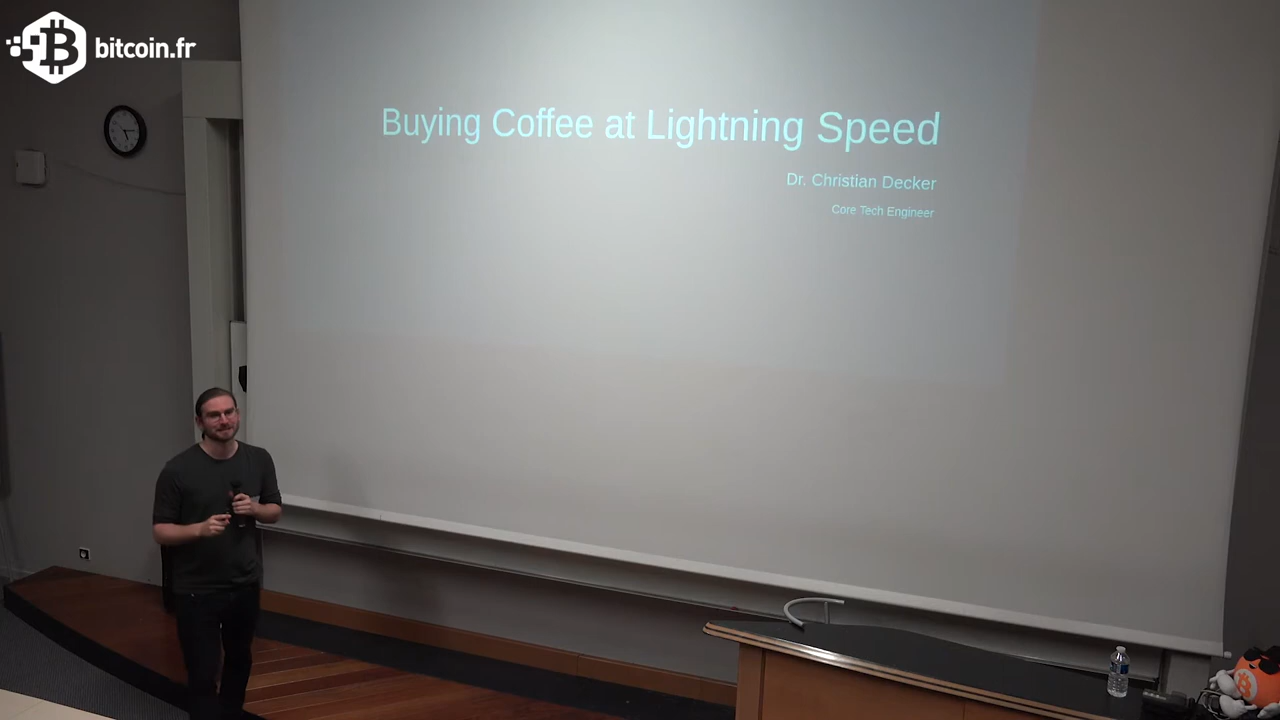 bitcoin.fr
Buying Coffee at Lightning Speed
Dr. Christian Decker
Core Tech Engineer